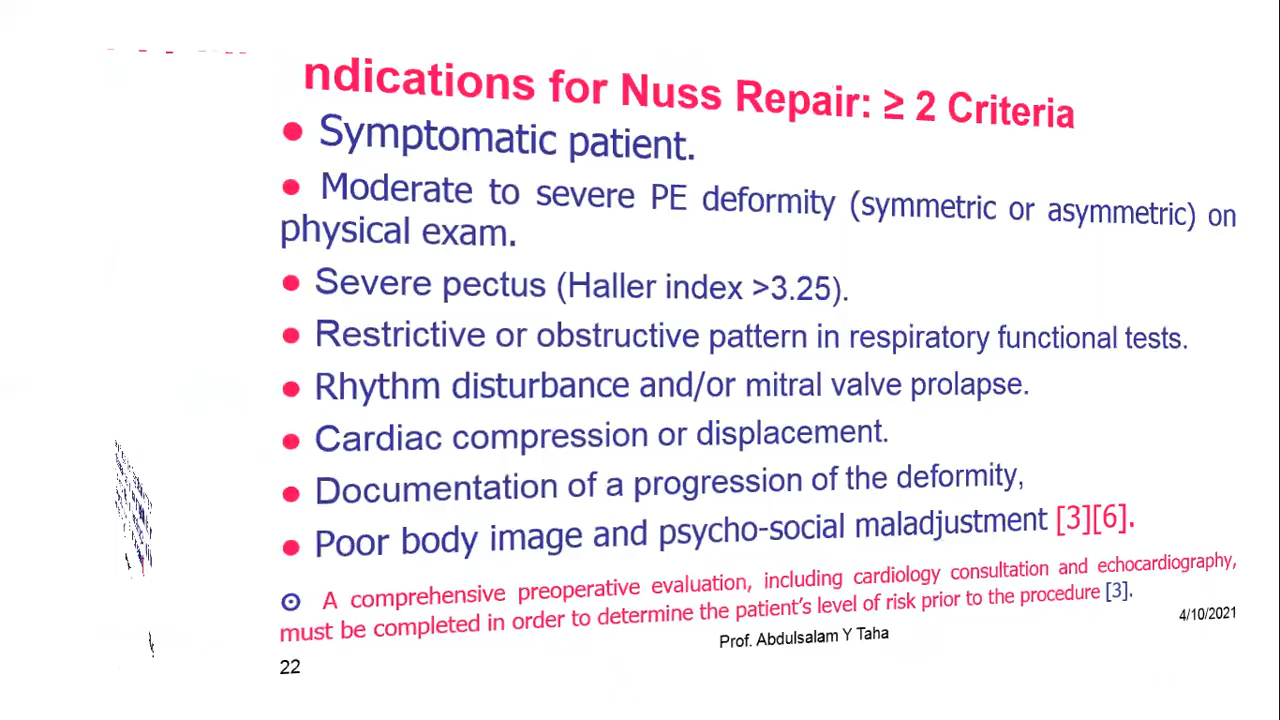 ndications for Nuss Repair: ≥ 2 Criteria
● Symptomatic patient.
● Moderate to severe PE deformity (symmetric or asymmetric) on
physical exam.
● Severe pectus (Haller index >3.25).
● Restrictive or obstructive pattern in respiratory functional tests.
● Rhythm disturbance and/or mitral valve prolapse.
● Cardiac compression or displacement.
● Documentation of a progression of the deformity,
● Poor body image and psycho-social maladjustment [3][6].
⊙ A comprehensive preoperative evaluation, including cardiology consultation and echocardiography,
must be completed in order to determine the patient's level of risk prior to the procedure [3].
4/10/2021
Prof. Abdulsalam Y Taha
22